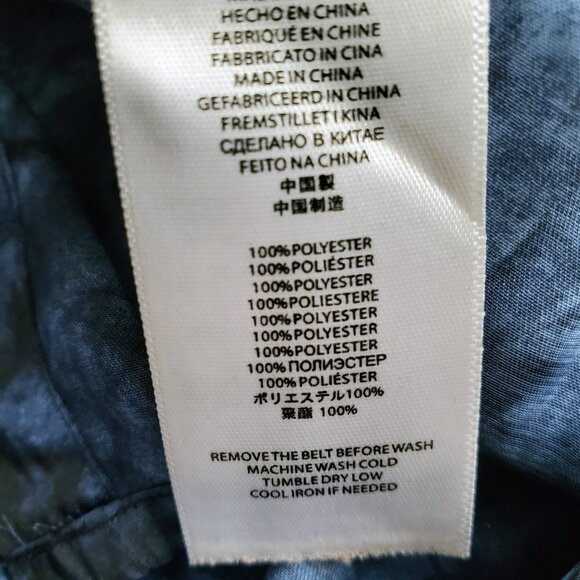 HECHO EN CHINA
FABRIQUÉ EN CHINE
FABBRICATO IN CINA
MADE IN CHINA
GEFABRICEERD IN CHINA
FREMSTILLET I KINA
СДЕЛАНО В КИТАЕ
FEITO NA CHINA
中国製
中国制造
100%POLYESTER
100%POLIÉSTER
100%POLYESTER
100%POLIESTERE
100%POLYESTER
100%POLYESTER
100%POLYESTER
100%ПОЛИЭСТЕР
100%POLIÉSTER
ポリエステル100%
聚酯 100%
REMOVE THE BELT BEFORE WASH
MACHINE WASH COLD
TUMBLE DRY LOW
COOL IRON IF NEEDED